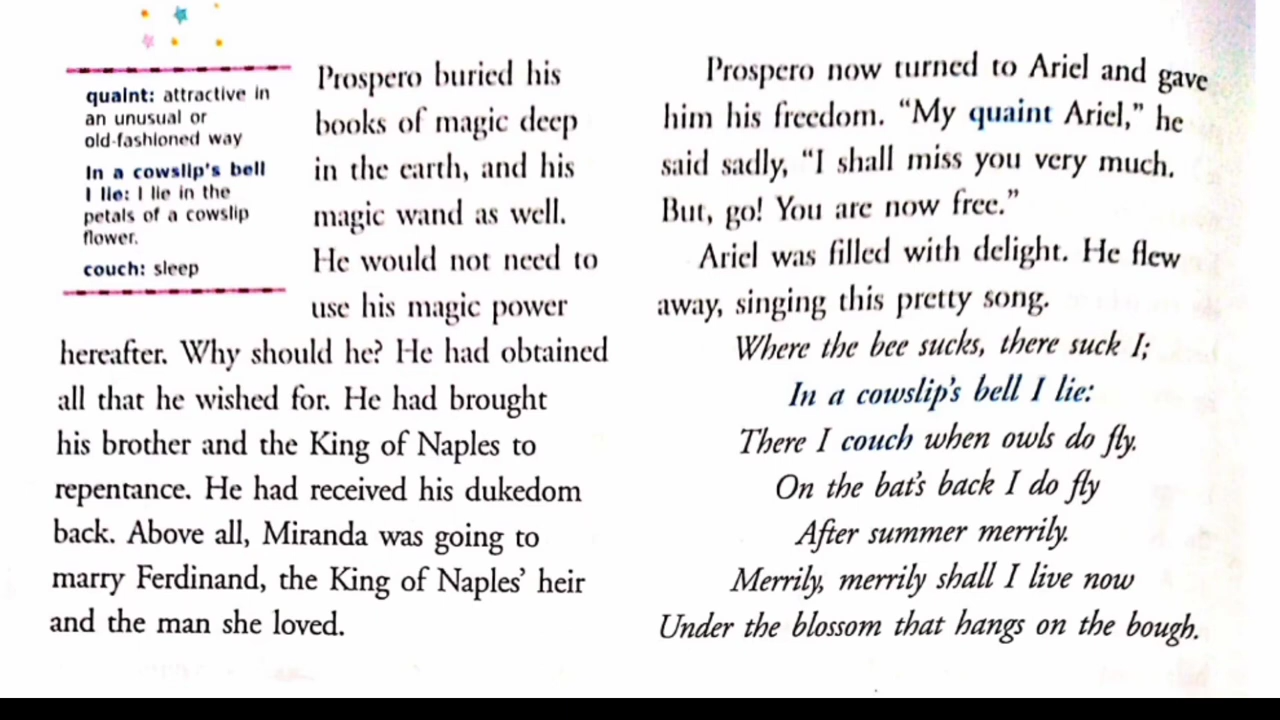 quaint: attractive in
an unusual or
old-fashioned way
In a cowslip's bell
I lie: I lie in the
petals of a cowslip
flower.
couch: sleep
Prospero buried his
books of magic deep
in the earth, and his
magic wand as well.
He would not need to
use his magic power
hereafter. Why should he? He had obtained
all that he wished for. He had brought
his brother and the King of Naples to
repentance. He had received his dukedom
back. Above all, Miranda was going to
marry Ferdinand, the King of Naples' heir
and the man she loved.
Prospero now turned to Ariel and gave
him his freedom. “My quaint Ariel,” he
said sadly, “I shall miss you very much.
But, go! You are now free.”
Ariel was filled with delight. He flew
away, singing this pretty song.
Where the bee sucks, there suck I;
In a cowslip's bell I lie:
There I couch when owls do fly.
On the bat's back I do fly
After summer merrily.
Merrily, merrily shall I live now
Under the blossom that hangs on the bough.